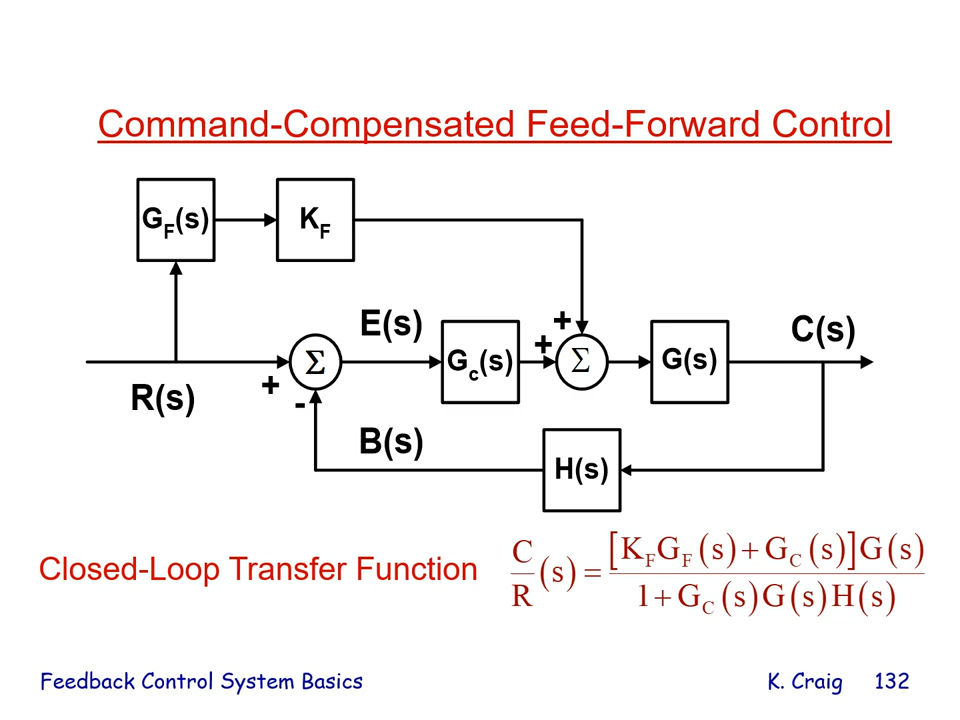 Command-Compensated Feed-Forward Control
G_F(s)
K_F
E(s)
C(s)
+
+
Σ
G_c(s)
Σ
G(s)
R(s)
+
-
B(s)
H(s)
Closed-Loop Transfer Function C/R (s) = [K_F G_F (s) + G_C (s)] G(s) / 1 + G_C (s) G(s) H(s)
Feedback Control System Basics
K. Craig 132